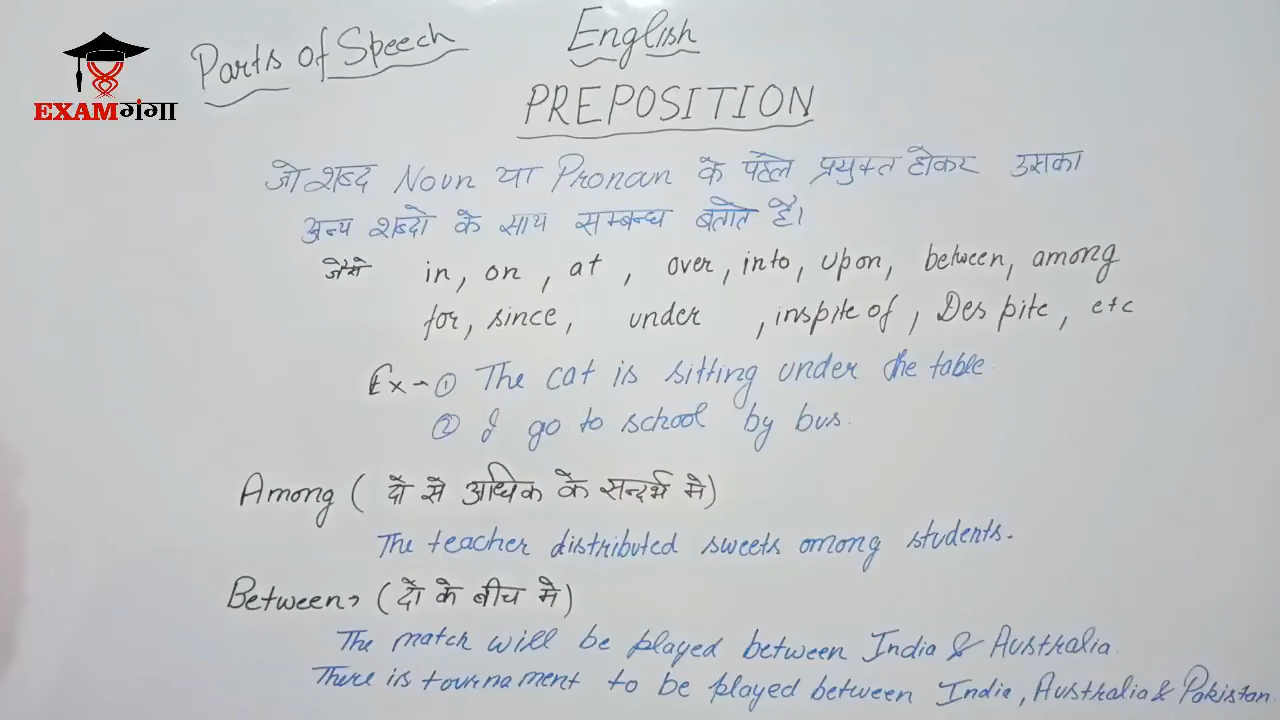 Parts of Speech
English
EXAMगंगा
PREPOSITION
जो शब्द Noun या Pronoun के पहले प्रयुक्त होकर उसका
अन्य शब्दो के साथ सम्बन्ध बताते है।
जैसे in, on, at, over, into, upon, between, among
for, since, under, inspite of, Despite, etc
Ex- ① The cat is sitting under the table.
② I go to school by bus.
Among ( दो से अधिक के सन्दर्भ मे)
The teacher distributed sweets among students.
Between, (दो के बीच मे)
The match will be played between India & Australia.
There is tournament to be played between India, Australia & Pakistan.